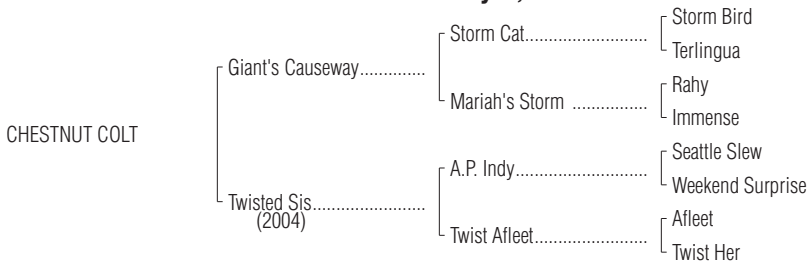 Storm Bird
Storm Cat
Terlingua
Giant's Causeway
Rahy
Mariah's Storm
Immense
CHESTNUT COLT
Seattle Slew
A.P. Indy
Weekend Surprise
Twisted Sis
(2004)
Afleet
Twist Afleet
Twist Her